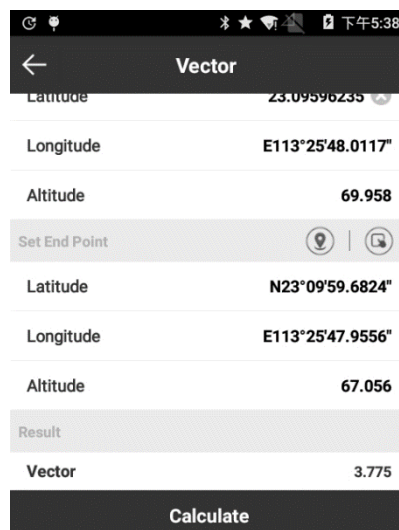 下午5:38
Vector
Latitude 23.09596235
Longitude E113°25'48.0117"
Altitude 69.958
Set End Point
Latitude N23°09'59.6824"
Longitude E113°25'47.9556"
Altitude 67.056
Result
Vector 3.775
Calculate